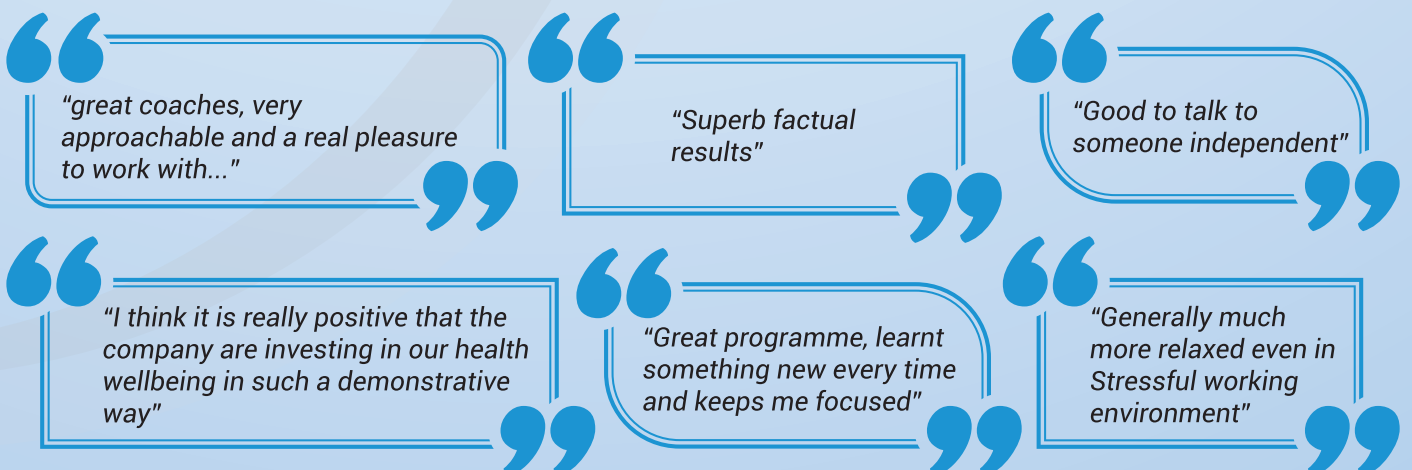 “great coaches, very
approachable and a real pleasure
to work with...”
“Superb factual
results”
“Good to talk to
someone independent”
“I think it is really positive that the
company are investing in our health
wellbeing in such a demonstrative
way”
“Great programme, learnt
something new every time
and keeps me focused”
“Generally much
more relaxed even in
Stressful working
environment”